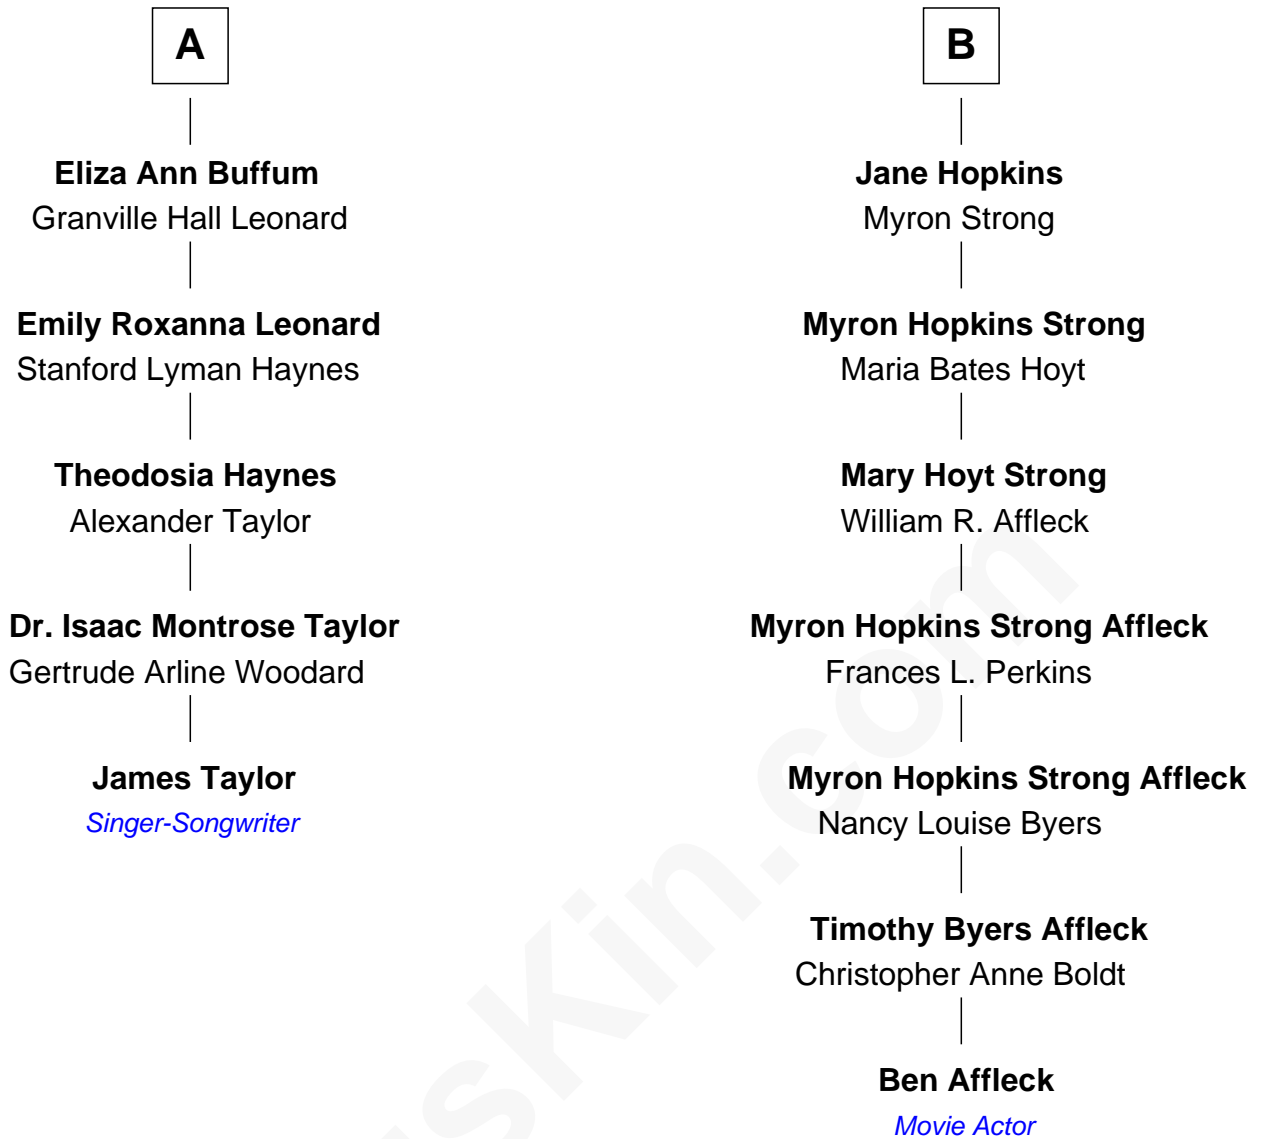 A
Eliza Ann Buffum
Granville Hall Leonard
Emily Roxanna Leonard
Stanford Lyman Haynes
Theodosia Haynes
Alexander Taylor
Dr. Isaac Montrose Taylor
Gertrude Arline Woodard
James Taylor
Singer-Songwriter
B
Jane Hopkins
Myron Strong
Myron Hopkins Strong
Maria Bates Hoyt
Mary Hoyt Strong
William R. Affleck
Myron Hopkins Strong Affleck
Frances L. Perkins
Myron Hopkins Strong Affleck
Nancy Louise Byers
Timothy Byers Affleck
Christopher Anne Boldt
Ben Affleck
Movie Actor